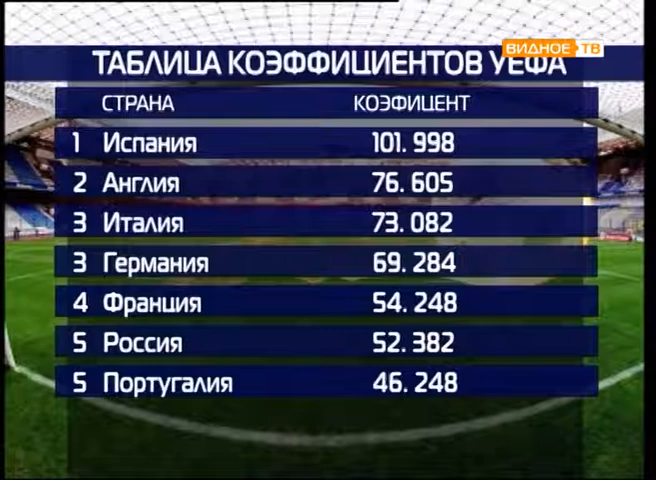 ВИДНОЕ ТВ
ТАБЛИЦА КОЭФФИЦИЕНТОВ УЕФА
СТРАНА КОЭФИЦЕНТ
1 Испания 101. 998
2 Англия 76. 605
3 Италия 73. 082
3 Германия 69. 284
4 Франция 54. 248
5 Россия 52. 382
5 Португалия 46. 248